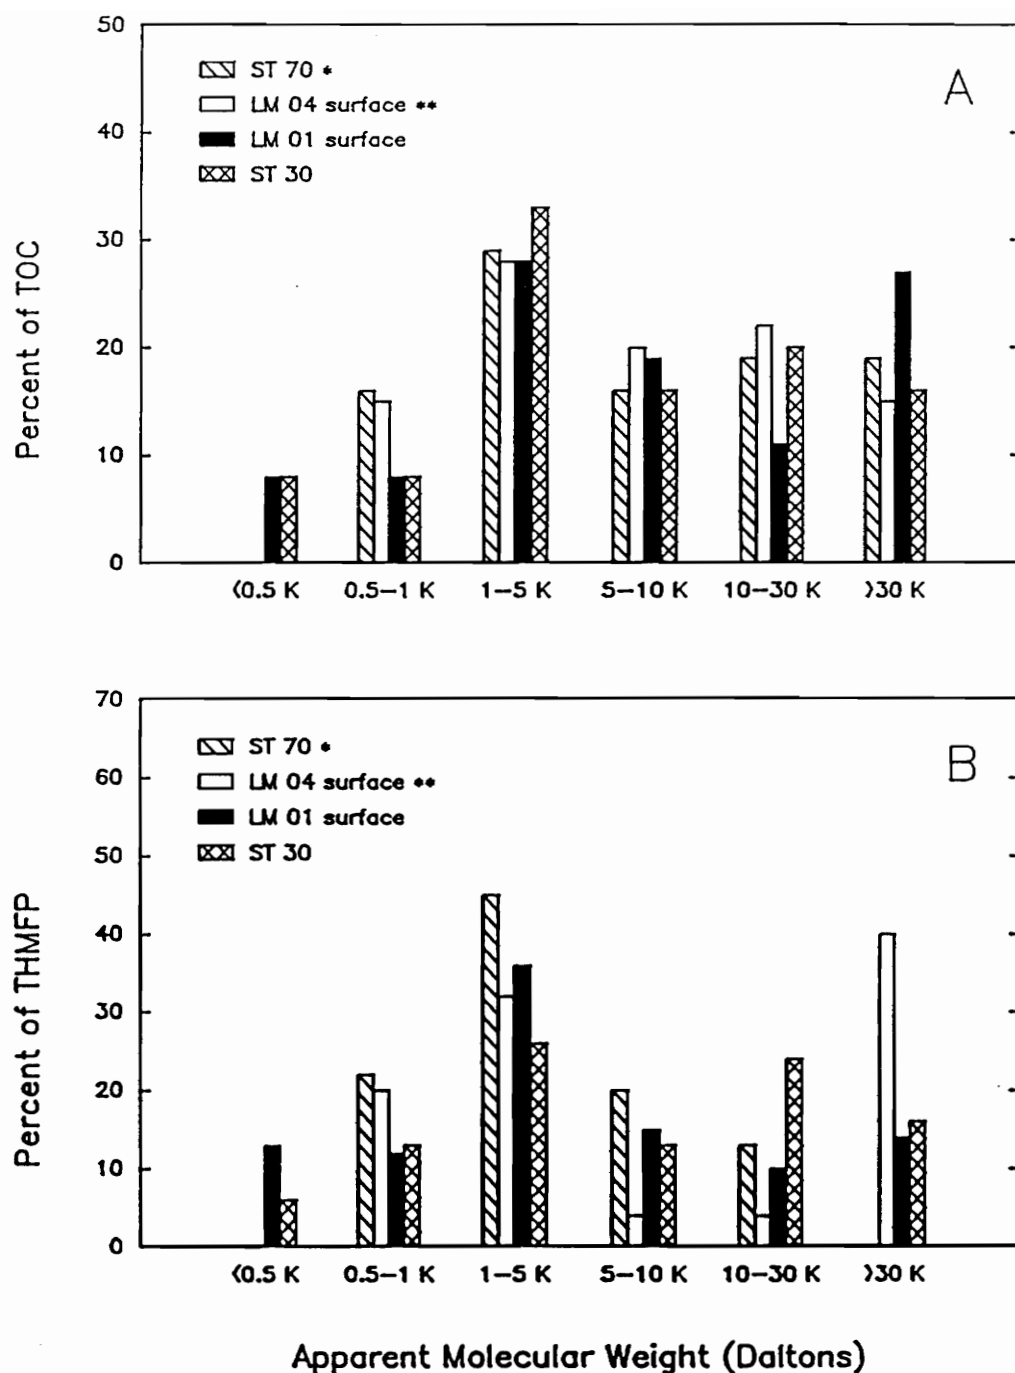 50
40
30
20
10
0
Percent of TOC
ST 70 *
LM 04 surface **
LM 01 surface
ST 30
A
<0.5 K 0.5-1 K 1-5 K 5-10 K 10-30 K >30 K
70
60
50
40
30
20
10
0
Percent of THMFP
ST 70 *
LM 04 surface **
LM 01 surface
ST 30
B
<0.5 K 0.5-1 K 1-5 K 5-10 K 10-30 K >30 K
Apparent Molecular Weight (Daltons)